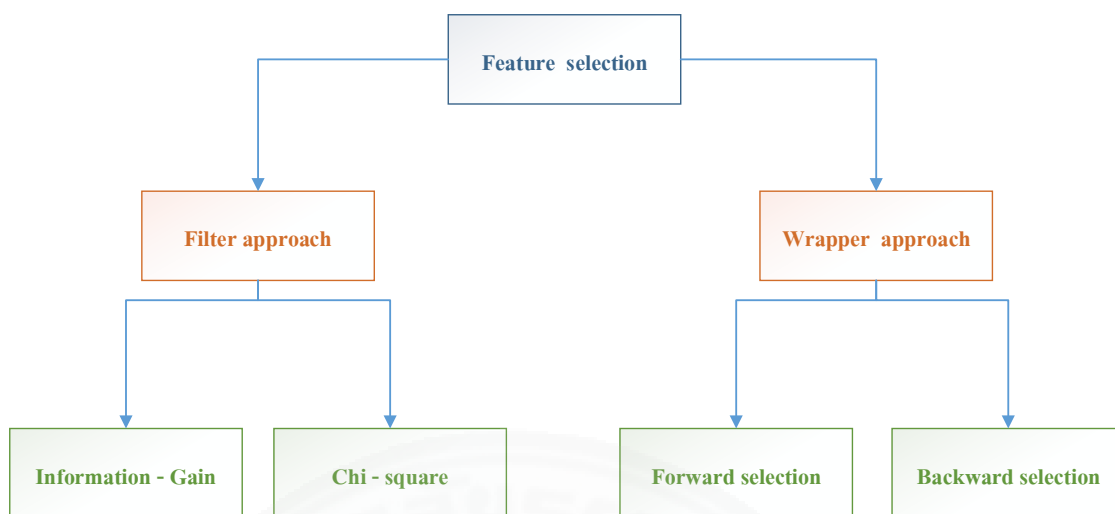 Feature selection
Filter approach
Wrapper approach
Information - Gain
Chi - square
Forward selection
Backward selection